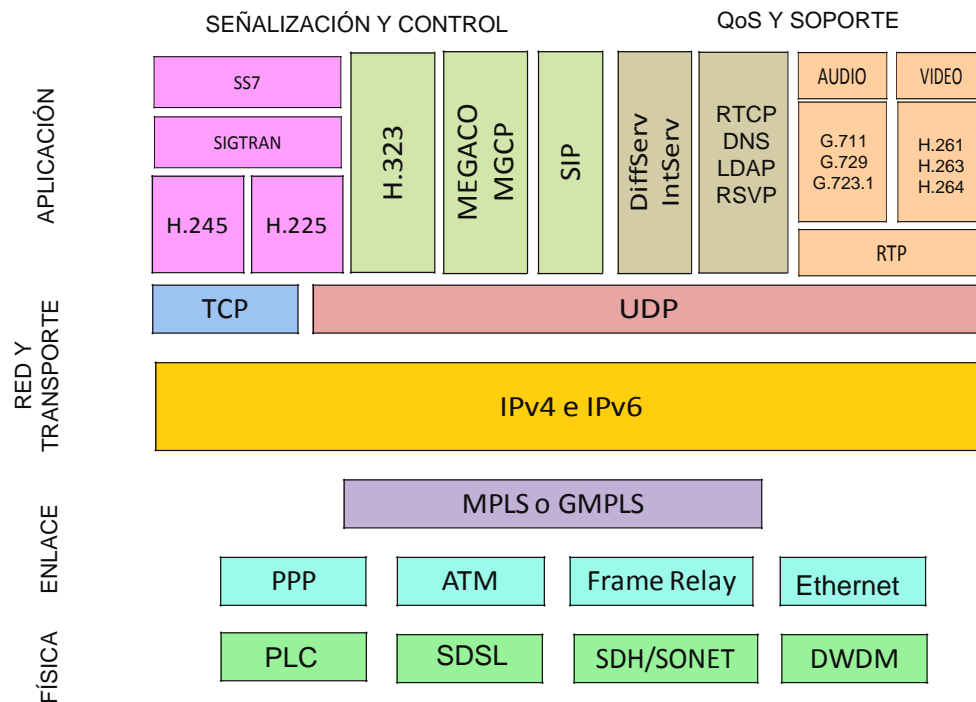 SEÑALIZACIÓN Y CONTROL
QoS Y SOPORTE
APLICACIÓN
SS7
SIGTRAN
H.245
H.225
H.323
MEGACO
MGCP
SIP
DiffServ
IntServ
RTCP
DNS
LDAP
RSVP
AUDIO
G.711
G.729
G.723.1
VIDEO
H.261
H.263
H.264
RTP
RED Y
TRANSPORTE
TCP
UDP
IPv4 e IPv6
ENLACE
MPLS o GMPLS
PPP
ATM
Frame Relay
Ethernet
FÍSICA
PLC
SDSL
SDH/SONET
DWDM